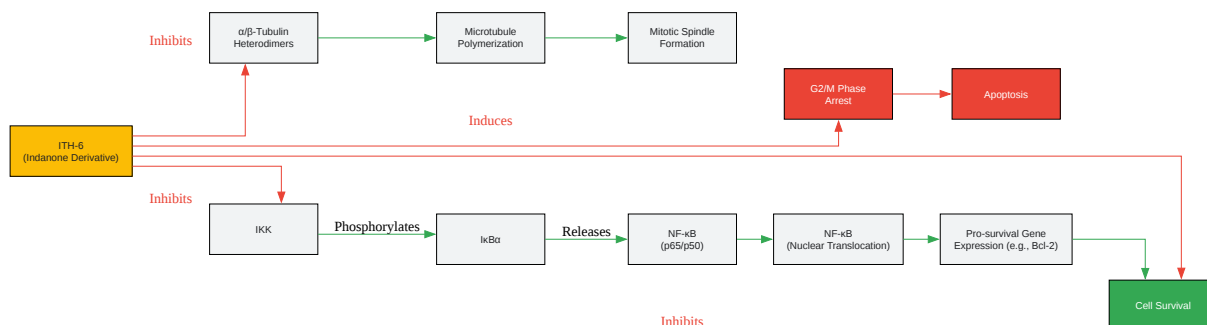 Inhibits
α/β-Tubulin
Heterodimers
Microtubule
Polymerization
Mitotic Spindle
Formation
G2/M Phase
Arrest
Apoptosis
Induces
ITH-6
(Indanone Derivative)
Inhibits
IKK
Phosphorylates
IκBα
Releases
NF-κB
(p65/p50)
NF-κB
(Nuclear Translocation)
Pro-survival Gene
Expression (e.g., Bcl-2)
Cell Survival
Inhibits